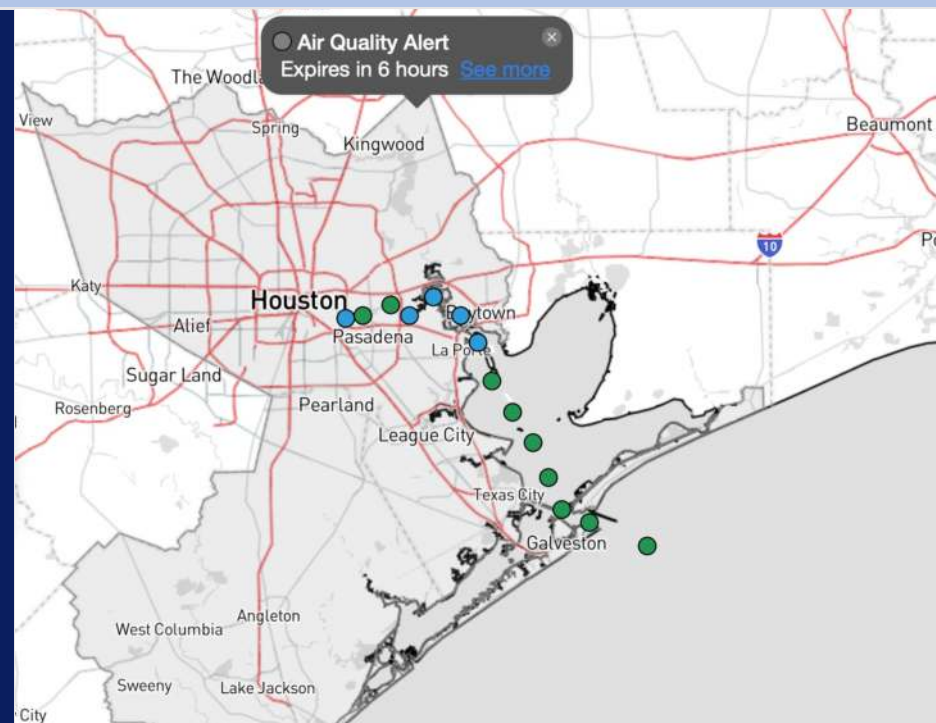 Air Quality Alert
Expires in 6 hours See more
The Woodla
View
Spring
Kingwood
Beaumont
10
Po
Katy
Houston
Baytown
Alief
Pasadena
La Porte
Sugar Land
Rosenberg
Pearland
League City
Texas City
Galveston
Angleton
West Columbia
Sweeny
Lake Jackson
City